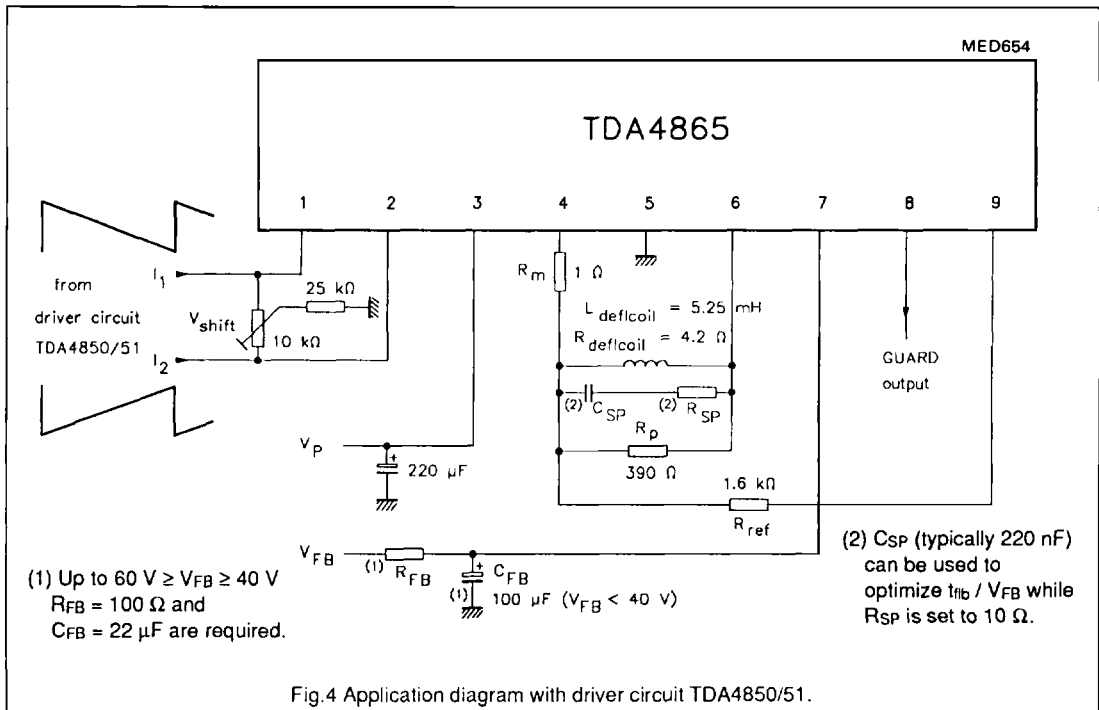 MED654
TDA4865
1 2 3 4 5 6 7 8 9
from
driver circuit
TDA4850/51
I1
I2
Vshift
25 kΩ
10 kΩ
Rm
1 Ω
Ldeflcoil = 5.25 mH
Rdeflcoil = 4.2 Ω
(2) CSP
(2) RSP
Rp
390 Ω
1.6 kΩ
Rref
GUARD
output
VP
+
220 µF
VFB
(1) RFB
+
(1)
CFB
100 µF (VFB < 40 V)
(1) Up to 60 V ≥ VFB ≥ 40 V
RFB = 100 Ω and
CFB = 22 µF are required.
(2) CSP (typically 220 nF)
can be used to
optimize tflb / VFB while
RSP is set to 10 Ω.
Fig.4 Application diagram with driver circuit TDA4850/51.